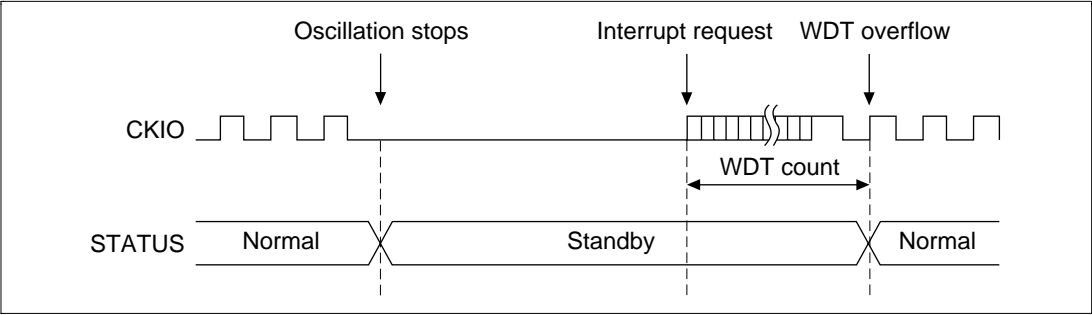 Oscillation stops
Interrupt request
WDT overflow
CKIO
WDT count
STATUS
Normal
Standby
Normal